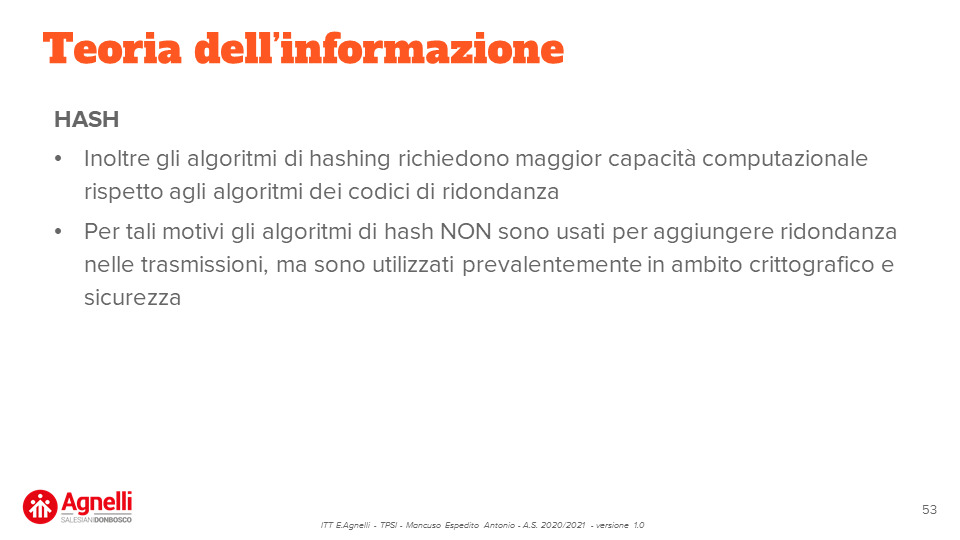 Teoria dell'informazione
HASH
• Inoltre gli algoritmi di hashing richiedono maggior capacità computazionale
rispetto agli algoritmi dei codici di ridondanza
• Per tali motivi gli algoritmi di hash NON sono usati per aggiungere ridondanza
nelle trasmissioni, ma sono utilizzati prevalentemente in ambito crittografico e
sicurezza
Agnelli
SALESIANIDONBOSCO
ITT E.Agnelli - TPSI - Mancuso Espedito Antonio - A.S. 2020/2021 - versione 1.0
53